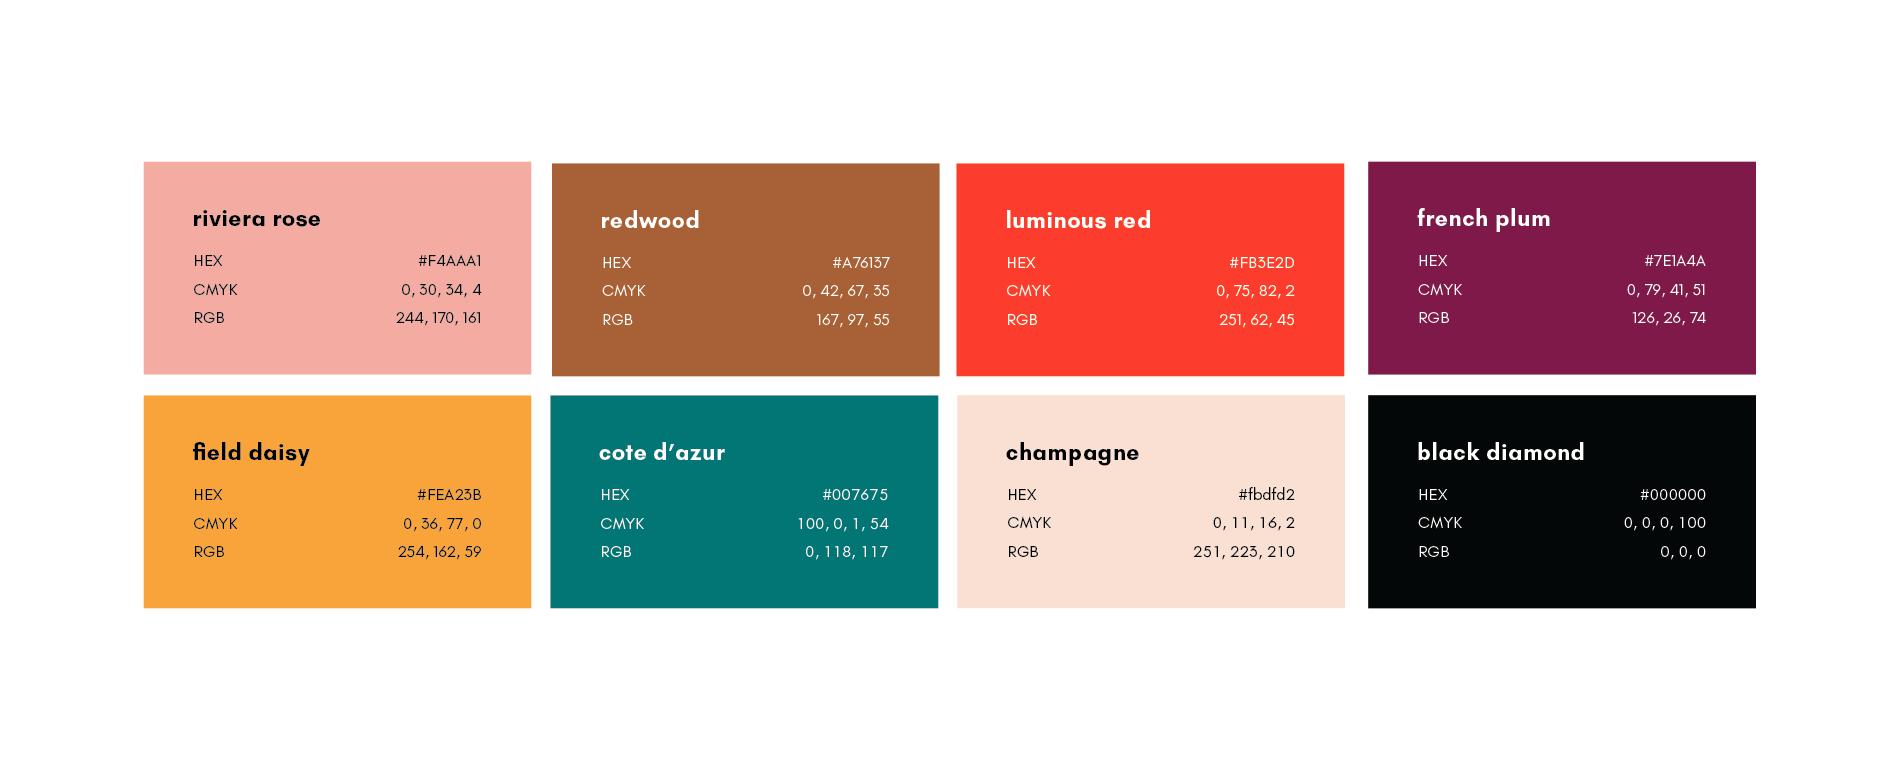 riviera rose
HEX #F4AAA1
CMYK 0, 30, 34, 4
RGB 244, 170, 161
redwood
HEX #A76137
CMYK 0, 42, 67, 35
RGB 167, 97, 55
luminous red
HEX #FB3E2D
CMYK 0, 75, 82, 2
RGB 251, 62, 45
french plum
HEX #7E1A4A
CMYK 0, 79, 41, 51
RGB 126, 26, 74
field daisy
HEX #FEA23B
CMYK 0, 36, 77, 0
RGB 254, 162, 59
cote d’azur
HEX #007675
CMYK 100, 0, 1, 54
RGB 0, 118, 117
champagne
HEX #fbdfd2
CMYK 0, 11, 16, 2
RGB 251, 223, 210
black diamond
HEX #000000
CMYK 0, 0, 0, 100
RGB 0, 0, 0